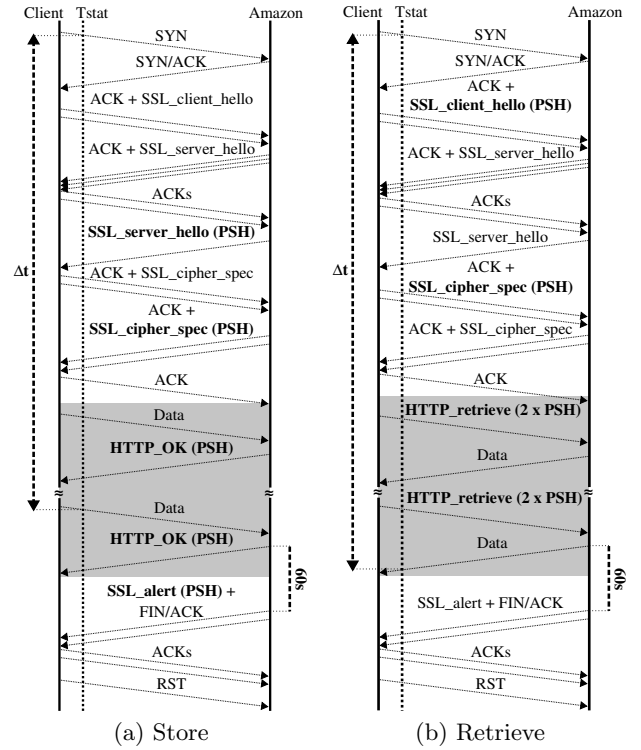 Client Tstat Amazon
SYN
SYN/ACK
ACK + SSL_client_hello
ACK + SSL_server_hello
ACKs
SSL_server_hello (PSH)
Δt
ACK + SSL_cipher_spec
ACK +
SSL_cipher_spec (PSH)
ACK
Data
HTTP_OK (PSH)
≈ ≈
Data
HTTP_OK (PSH)
60s
SSL_alert (PSH) +
FIN/ACK
ACKs
RST
(a) Store
Client Tstat Amazon
SYN
SYN/ACK
ACK +
SSL_client_hello (PSH)
ACK + SSL_server_hello
ACKs
SSL_server_hello
Δt
ACK +
SSL_cipher_spec (PSH)
ACK + SSL_cipher_spec
ACK
HTTP_retrieve (2 x PSH)
Data
≈ ≈
HTTP_retrieve (2 x PSH)
Data
60s
SSL_alert + FIN/ACK
ACKs
RST
(b) Retrieve